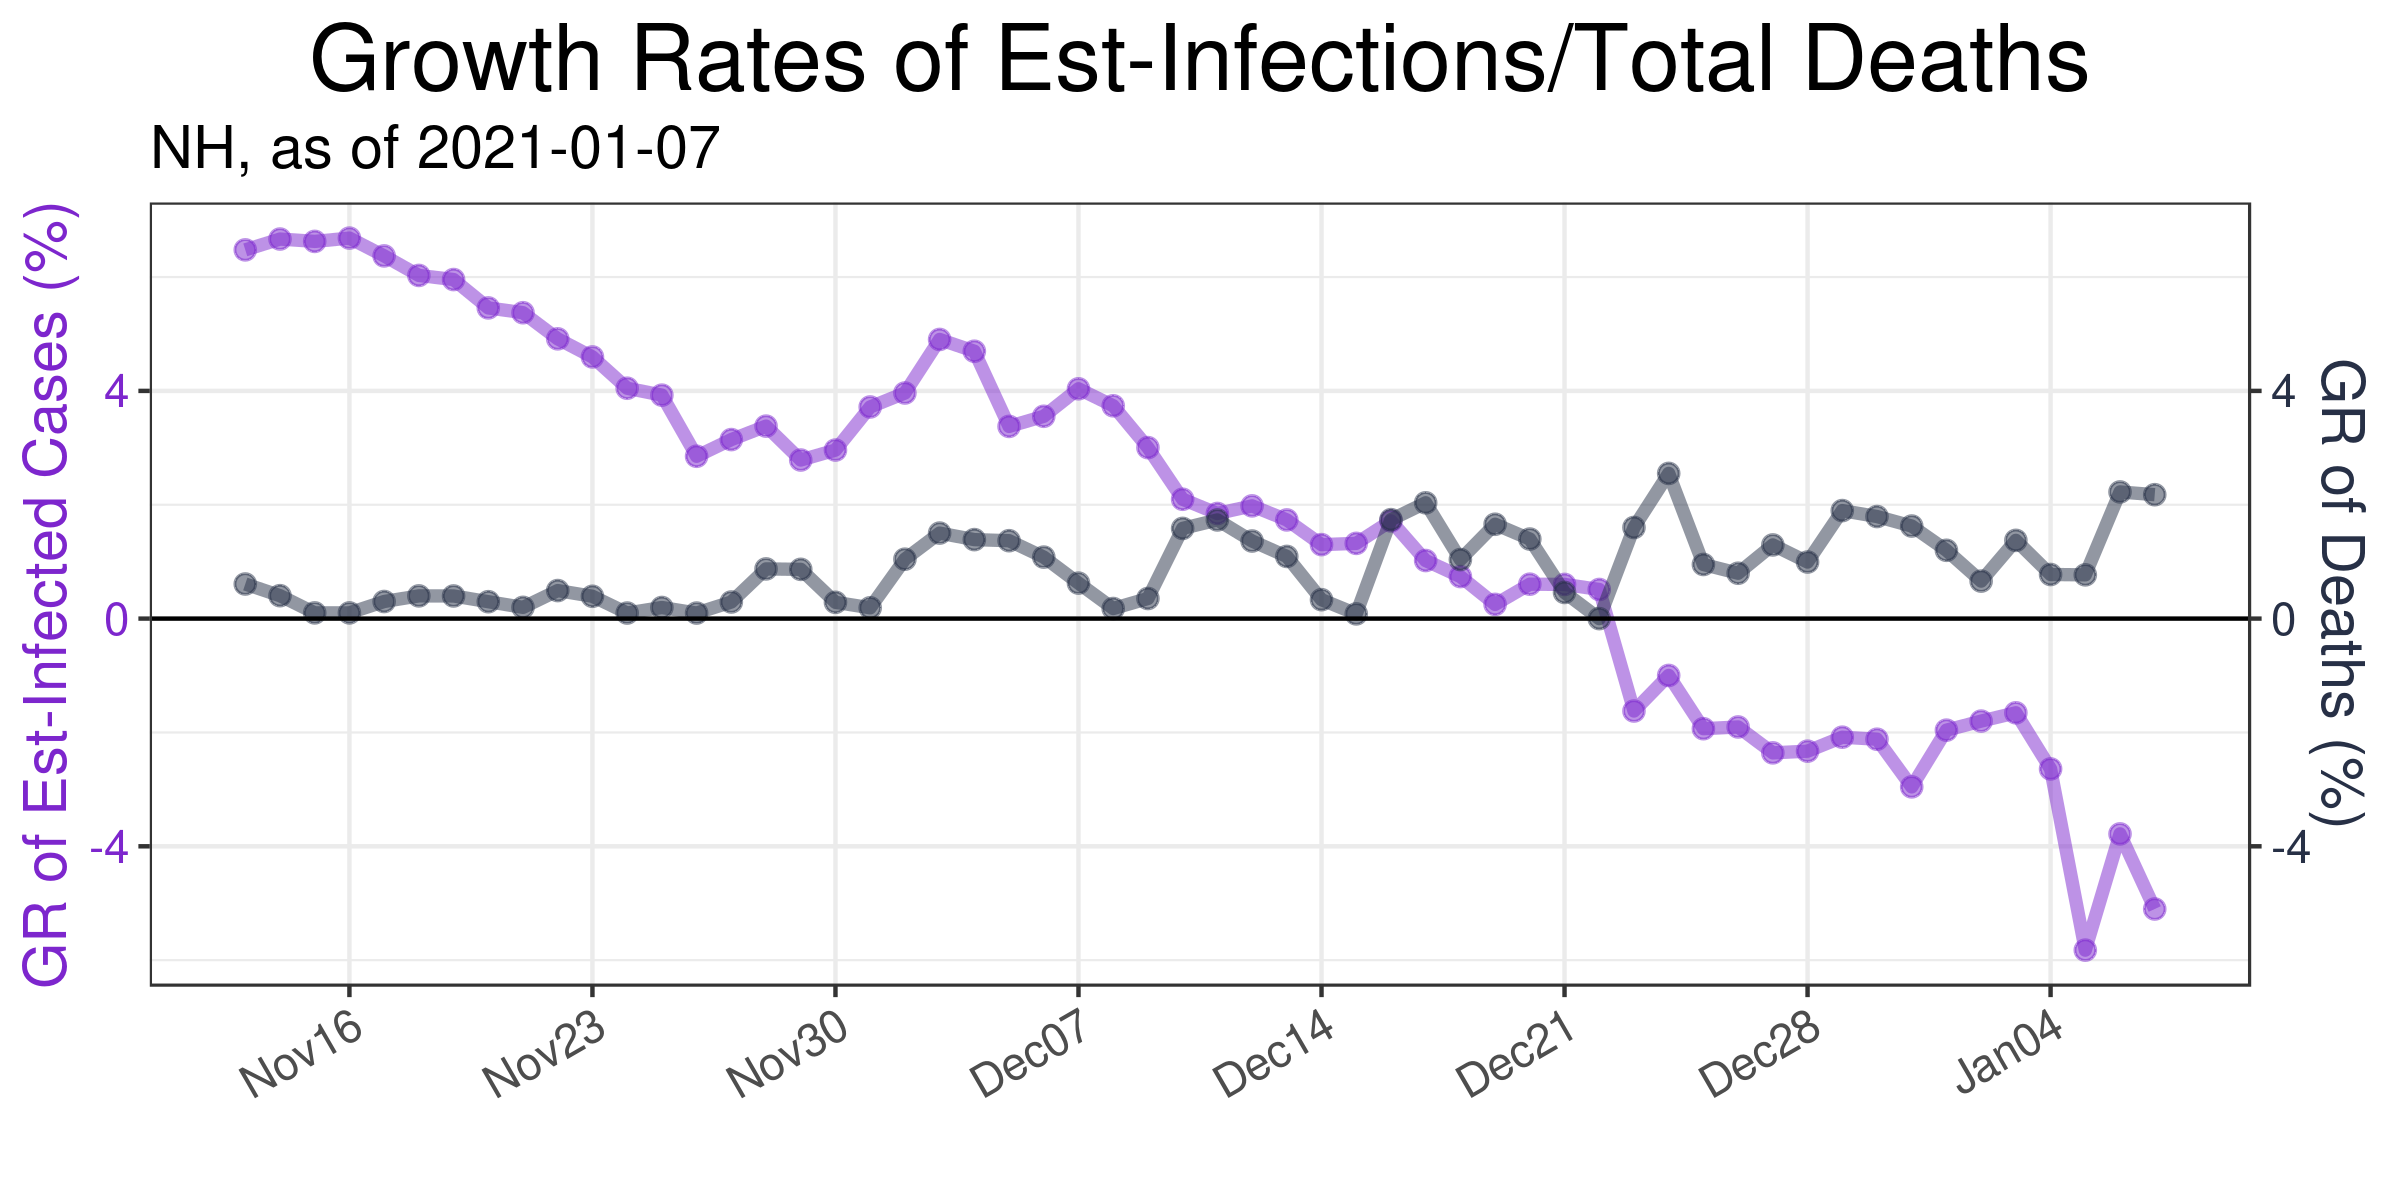 Growth Rates of Est-Infections/Total Deaths
NH, as of 2021-01-07
GR of Est-Infected Cases (%)
4
0
-4
4
0
-4
GR of Deaths (%)
Nov16
Nov23
Nov30
Dec07
Dec14
Dec21
Dec28
Jan04